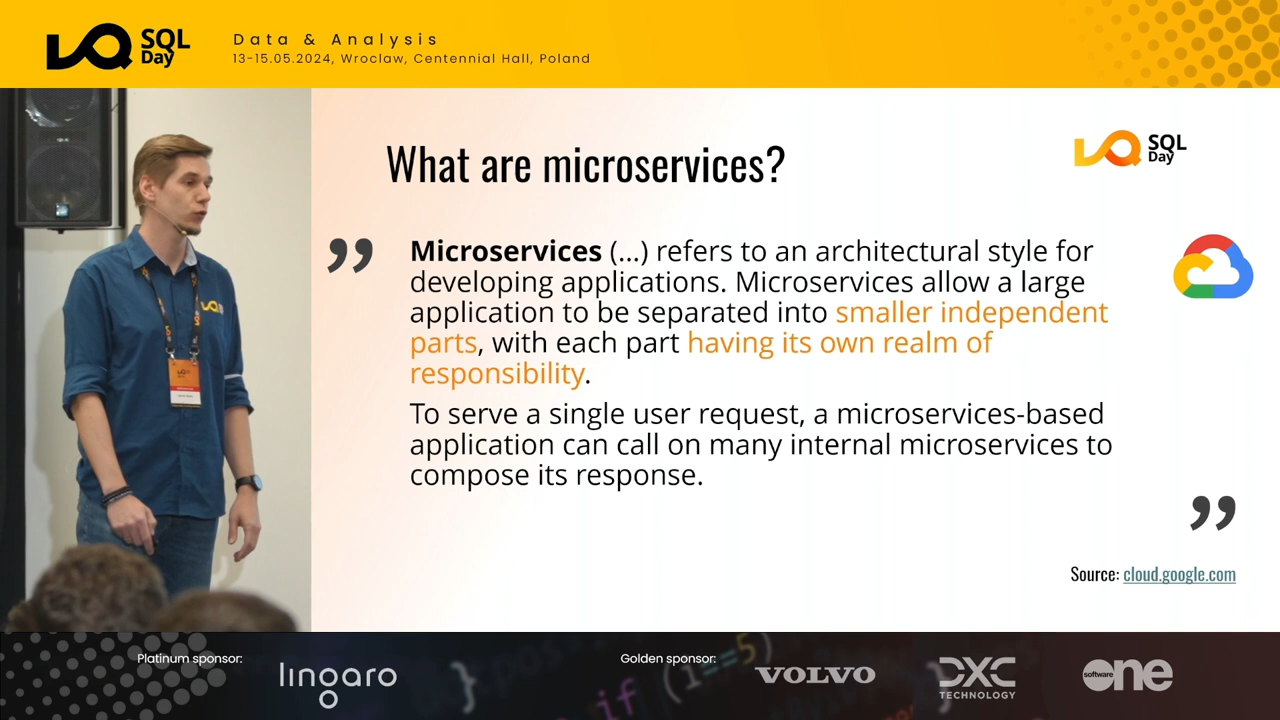 SQL
Day
Data & Analysis
13-15.05.2024, Wroclaw, Centennial Hall, Poland
What are microservices?
SQL
Day
Microservices (...) refers to an architectural style for
developing applications. Microservices allow a large
application to be separated into smaller independent
parts, with each part having its own realm of
responsibility.
To serve a single user request, a microservices-based
application can call on many internal microservices to
compose its response.
Source: cloud.google.com
Platinum sponsor:
lingaro
Golden sponsor:
VOLVO
DXC
TECHNOLOGY
software one
} if (i==5)